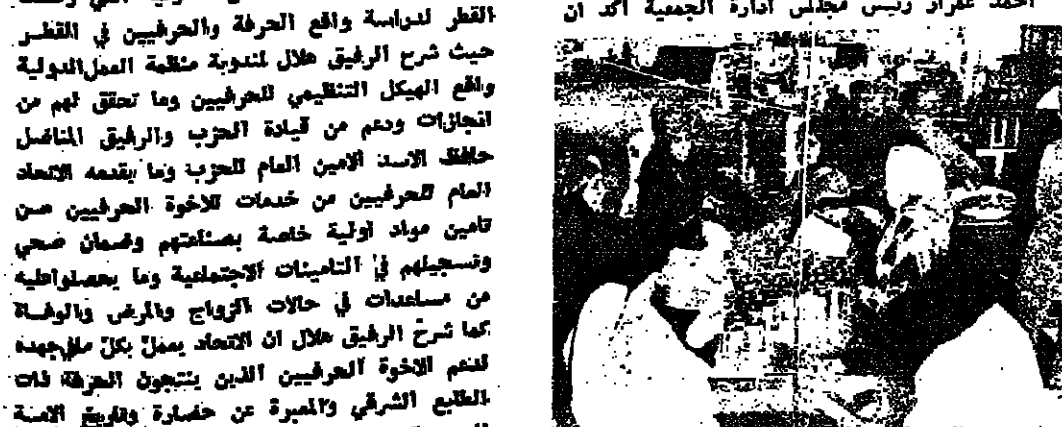 القطر لدراسة واقع الحرفة والحرفيين في القطر
حيث شرح الرفيق هلال لمندوبة منظمة العمل الدولية
واقع الهيكل التنظيمي للحرفيين وما تحقق لهم من
انجازات ودعم من قيادة الحزب والرفيق المناضل
حافظ الاسد الامين العام للحزب وما يقدمه الاتحاد
العام للحرفيين من خدمات للاخوة الحرفيين من
تامين مواد اولية خاصة بصناعتهم وضمان صحي
وتسجيلهم في التامينات الاجتماعية وما يحصلوا عليه
من مساعدات في حالات الزواج والمرض والوفاة
كما شرح الرفيق هلال ان الاتحاد يعمل بكل مافي جهده
لدعم الاخوة الحرفيين الذين ينتجون الحرفة ذات
الطابع الشرقي والمعبرة عن حضارة وتاريخ الامة
احمد رئيس مجلس ادارة الجمعية اكد ان